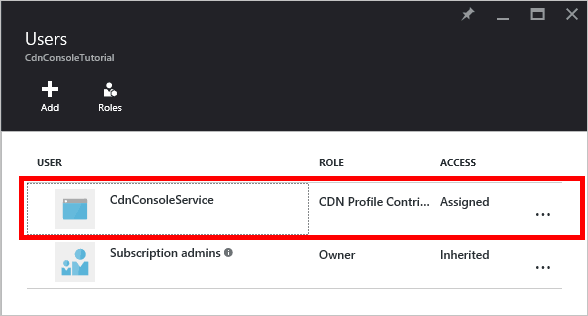 Users
CdnConsoleTutorial
Add Roles
USER ROLE ACCESS
CdnConsoleService CDN Profile Contri... Assigned ...
Subscription admins Owner Inherited ...